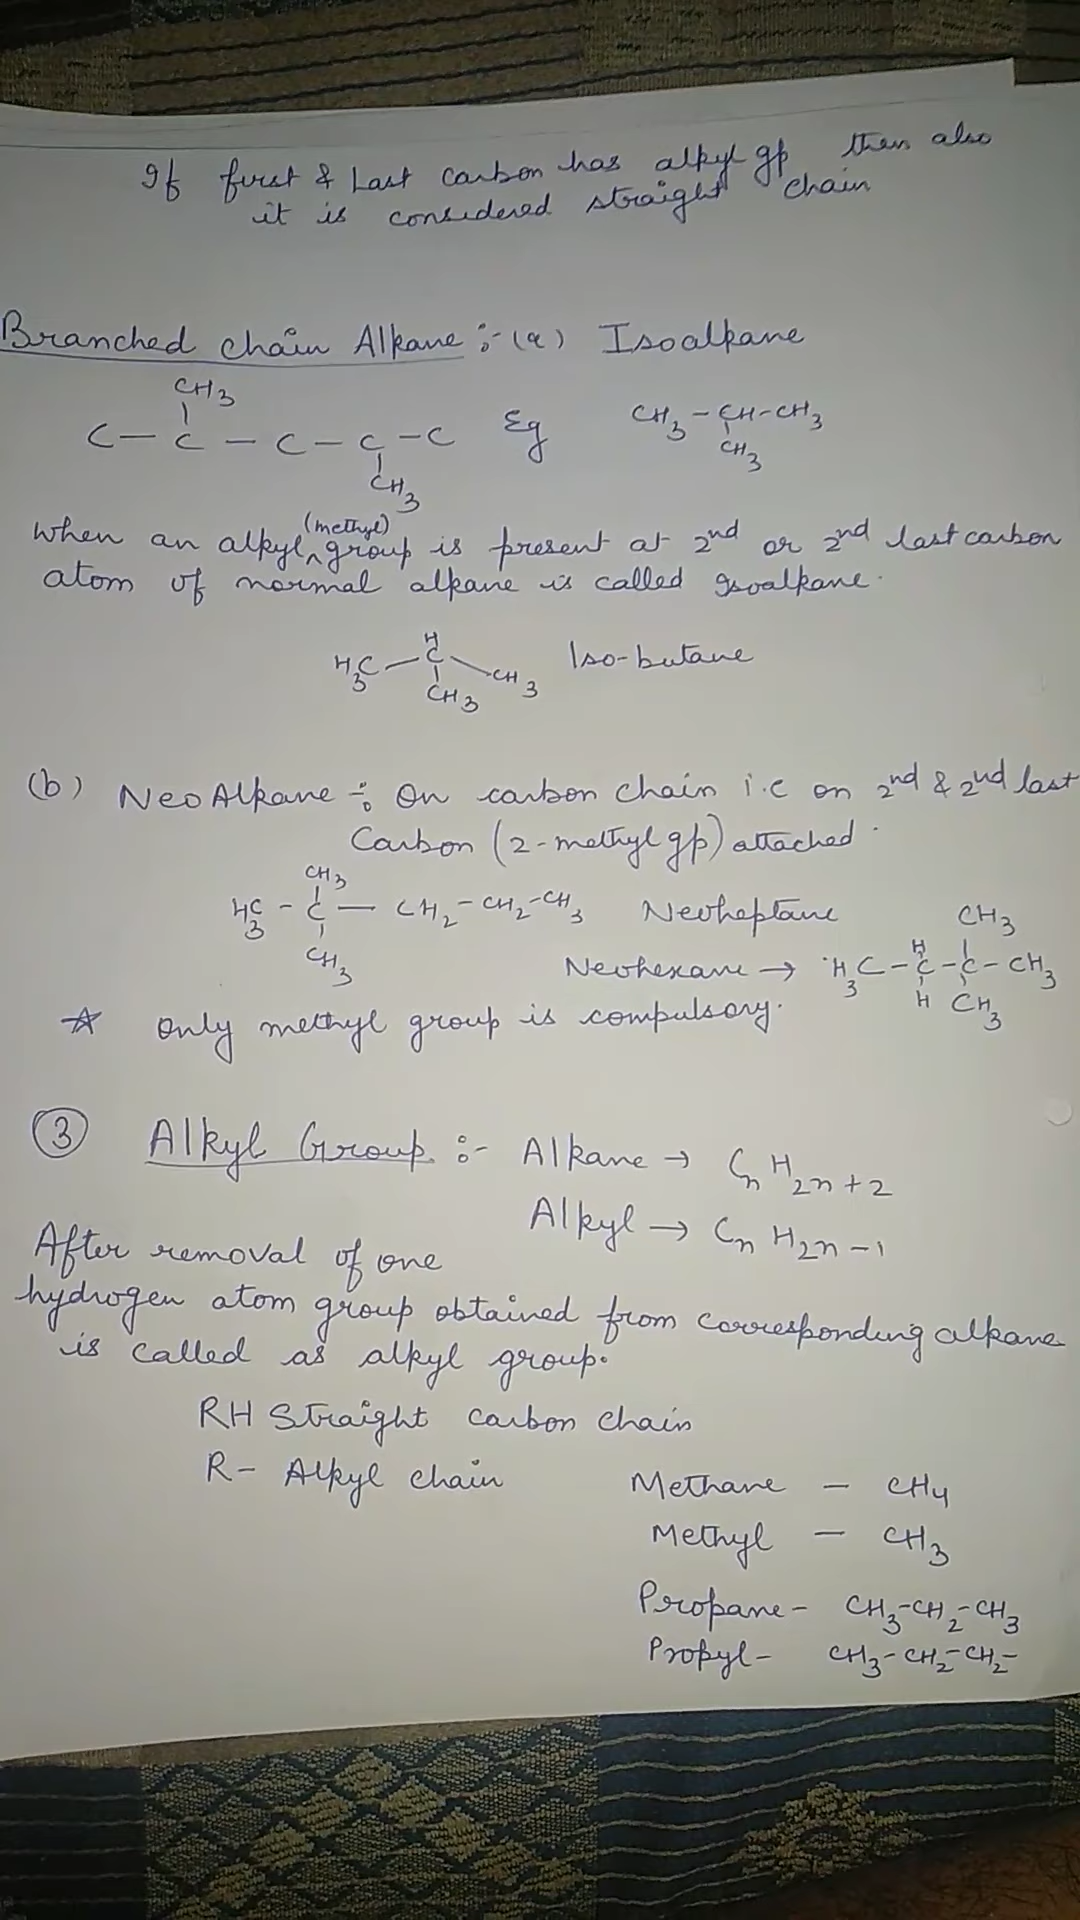 If first & Last carbon has alkyl gp then also
it is considered straight chain
Branched chain Alkane :- (a) Isoalkane
CH3
C - C - C - C - C Eg CH3 - CH - CH3
CH3 CH3
when an alkyl (methyl) group is present at 2nd or 2nd last carbon
atom of normal alkane is called Isoalkane.
H
H3C - C - CH3 Iso-butane
CH3
(b) NeoAlkane :- On carbon chain i.e on 2nd & 2nd last
Carbon (2-methyl gp) attached.
CH3
H3C - C - CH2 - CH2 - CH3 Neoheptane
CH3
CH3
H
Neohexane → H3C - C - C - CH3
H CH3
☆ only methyl group is compulsory.
③ Alkyl Group :- Alkane → CnH2n+2
Alkyl → CnH2n-1
After removal of one
hydrogen atom group obtained from corresponding alkane
is called as alkyl group.
RH Straight carbon chain
R- Alkyl chain
Methane - CH4
Methyl - CH3
Propane - CH3-CH2-CH3
Propyl - CH3-CH2-CH2-